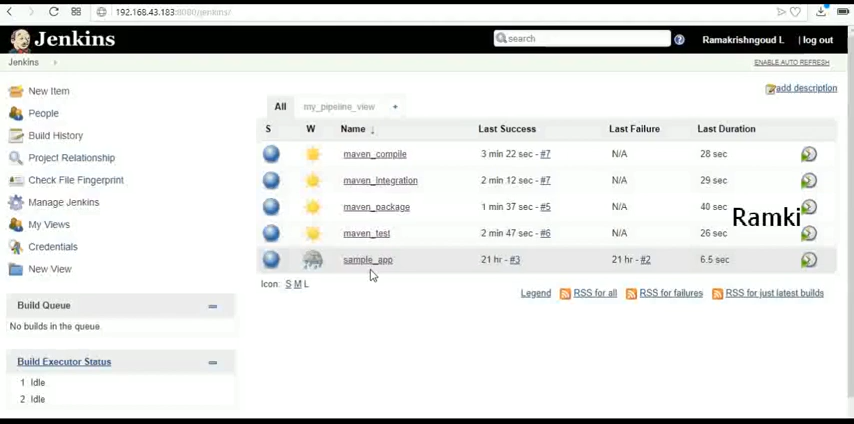 192.168.43.183:8080/jenkins/
Jenkins
search
Ramakrishngoud L
log out
Jenkins
ENABLE AUTO REFRESH
New Item
People
Build History
Project Relationship
Check File Fingerprint
Manage Jenkins
My Views
Credentials
New View
Build Queue
No builds in the queue
Build Executor Status
1 Idle
2 Idle
add description
All my_pipeline_view +
S W Name ↓ Last Success Last Failure Last Duration
maven_compile 3 min 22 sec - #7 N/A 28 sec
maven_Integration 2 min 12 sec - #7 N/A 29 sec
maven_package 1 min 37 sec - #5 N/A 40 sec
Ramki
maven_test 2 min 47 sec - #6 N/A 26 sec
sample_app 21 hr - #3 21 hr - #2 6.5 sec
Icon: S M L
Legend RSS for all RSS for failures RSS for just latest builds